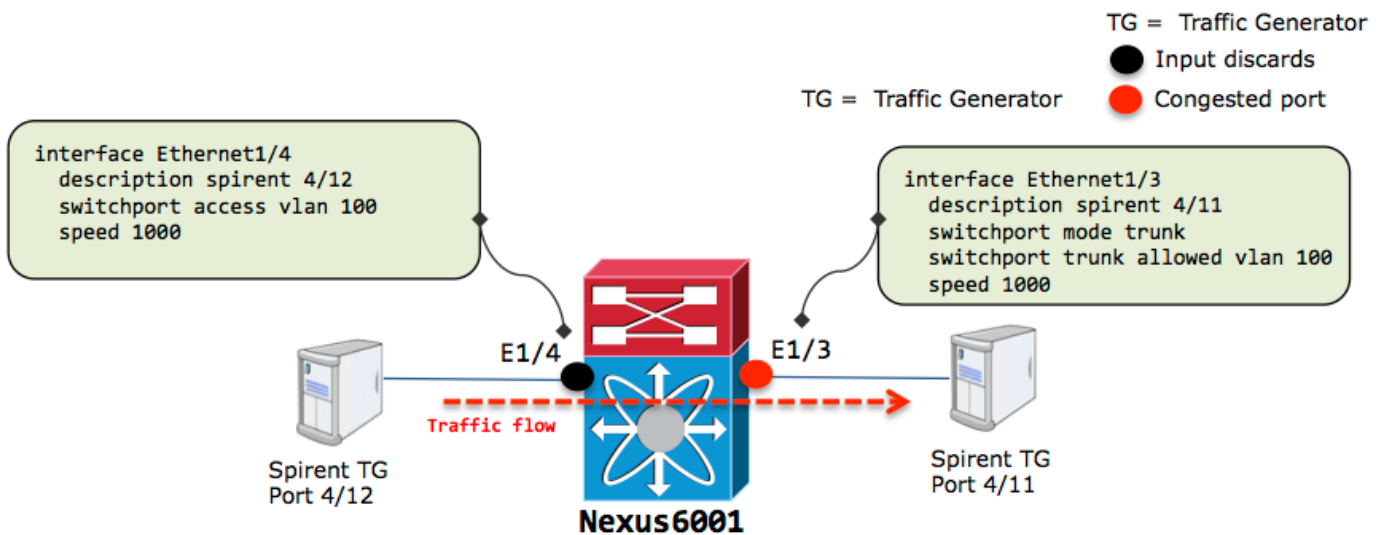 TG = Traffic Generator
Input discards
TG = Traffic Generator
Congested port
interface Ethernet1/4
description spirent 4/12
switchport access vlan 100
speed 1000
interface Ethernet1/3
description spirent 4/11
switchport mode trunk
switchport trunk allowed vlan 100
speed 1000
E1/4
E1/3
Traffic flow
Spirent TG
Port 4/12
Spirent TG
Port 4/11
Nexus6001